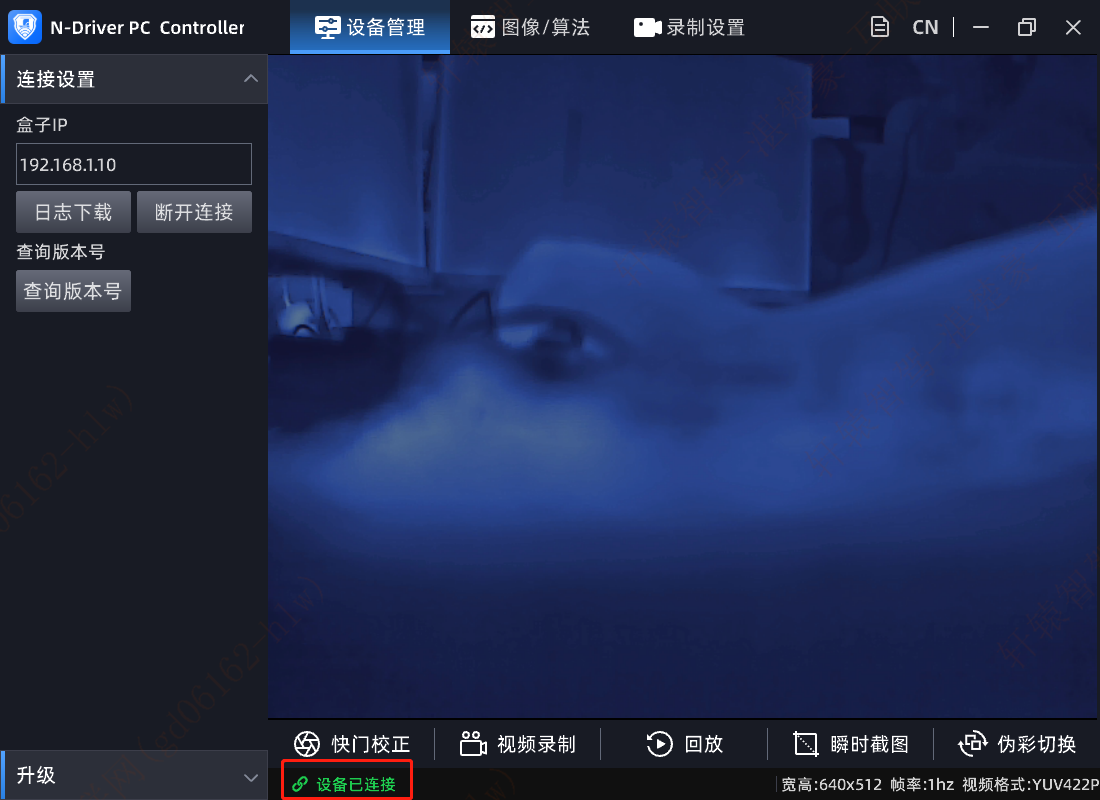 N-Driver PC Controller
设备管理
图像/算法
录制设置
CN
连接设置
盒子IP
192.168.1.10
日志下载
断开连接
查询版本号
查询版本号
升级
快门校正
视频录制
回放
瞬时截图
伪彩切换
设备已连接
宽高:640x512 帧率:1hz 视频格式:YUV422P